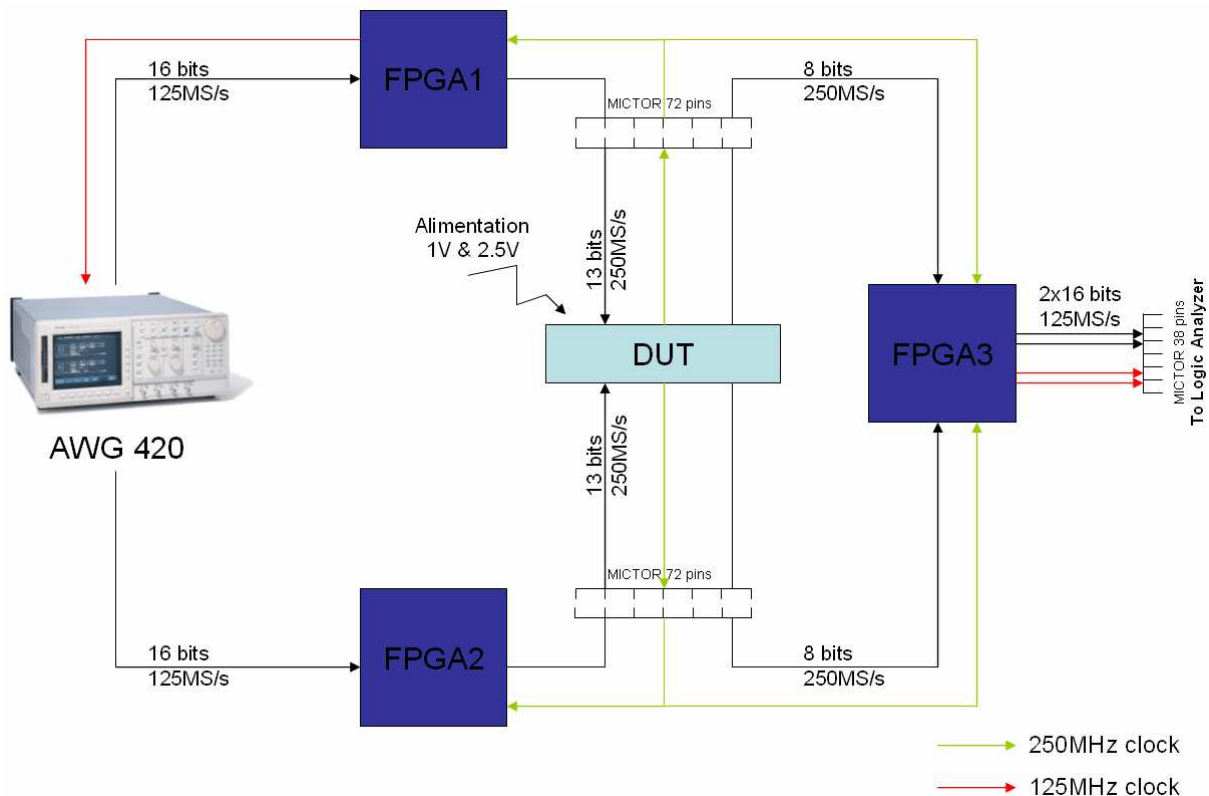 16 bits
125MS/s
FPGA1
8 bits
250MS/s
MICTOR 72 pins
Alimentation
1V & 2.5V
13 bits
250MS/s
DUT
FPGA3
2x16 bits
125MS/s
MICTOR 38 pins
To Logic Analyzer
AWG 420
13 bits
250MS/s
MICTOR 72 pins
16 bits
125MS/s
FPGA2
8 bits
250MS/s
250MHz clock
125MHz clock